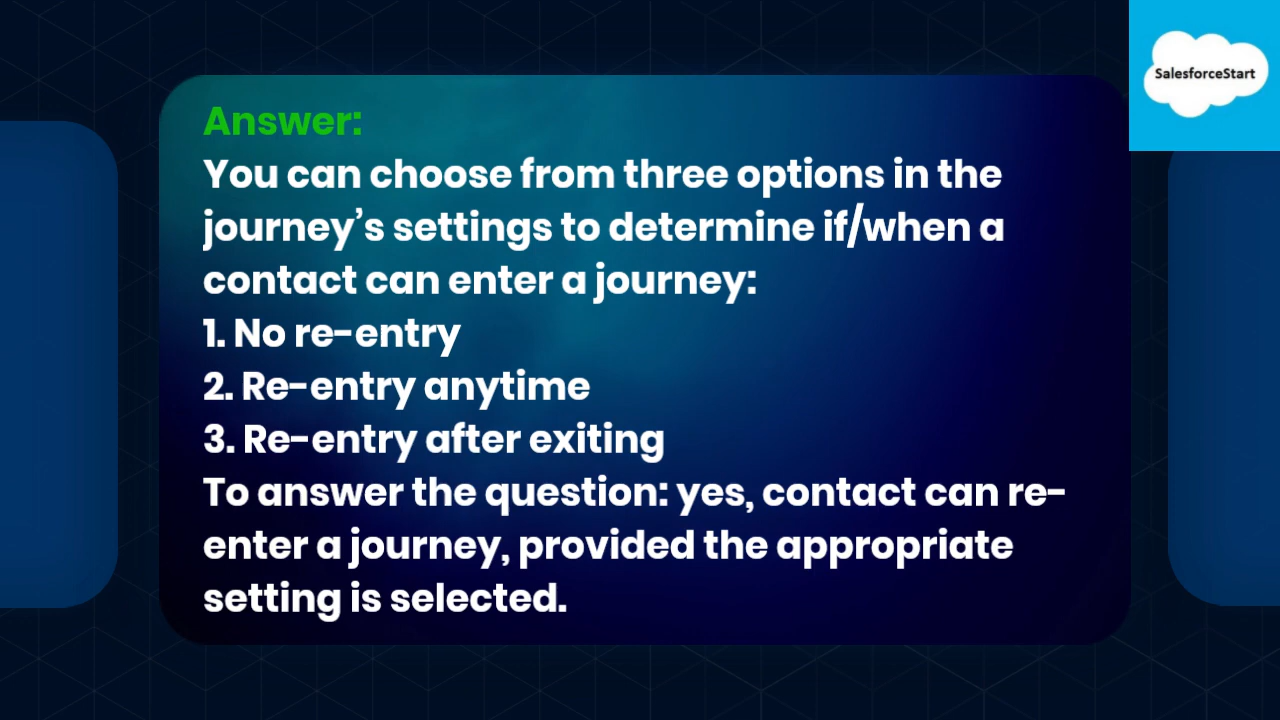 SalesforceStart
Answer:
You can choose from three options in the
journey’s settings to determine if/when a
contact can enter a journey:
1. No re-entry
2. Re-entry anytime
3. Re-entry after exiting
To answer the question: yes, contact can re-
enter a journey, provided the appropriate
setting is selected.